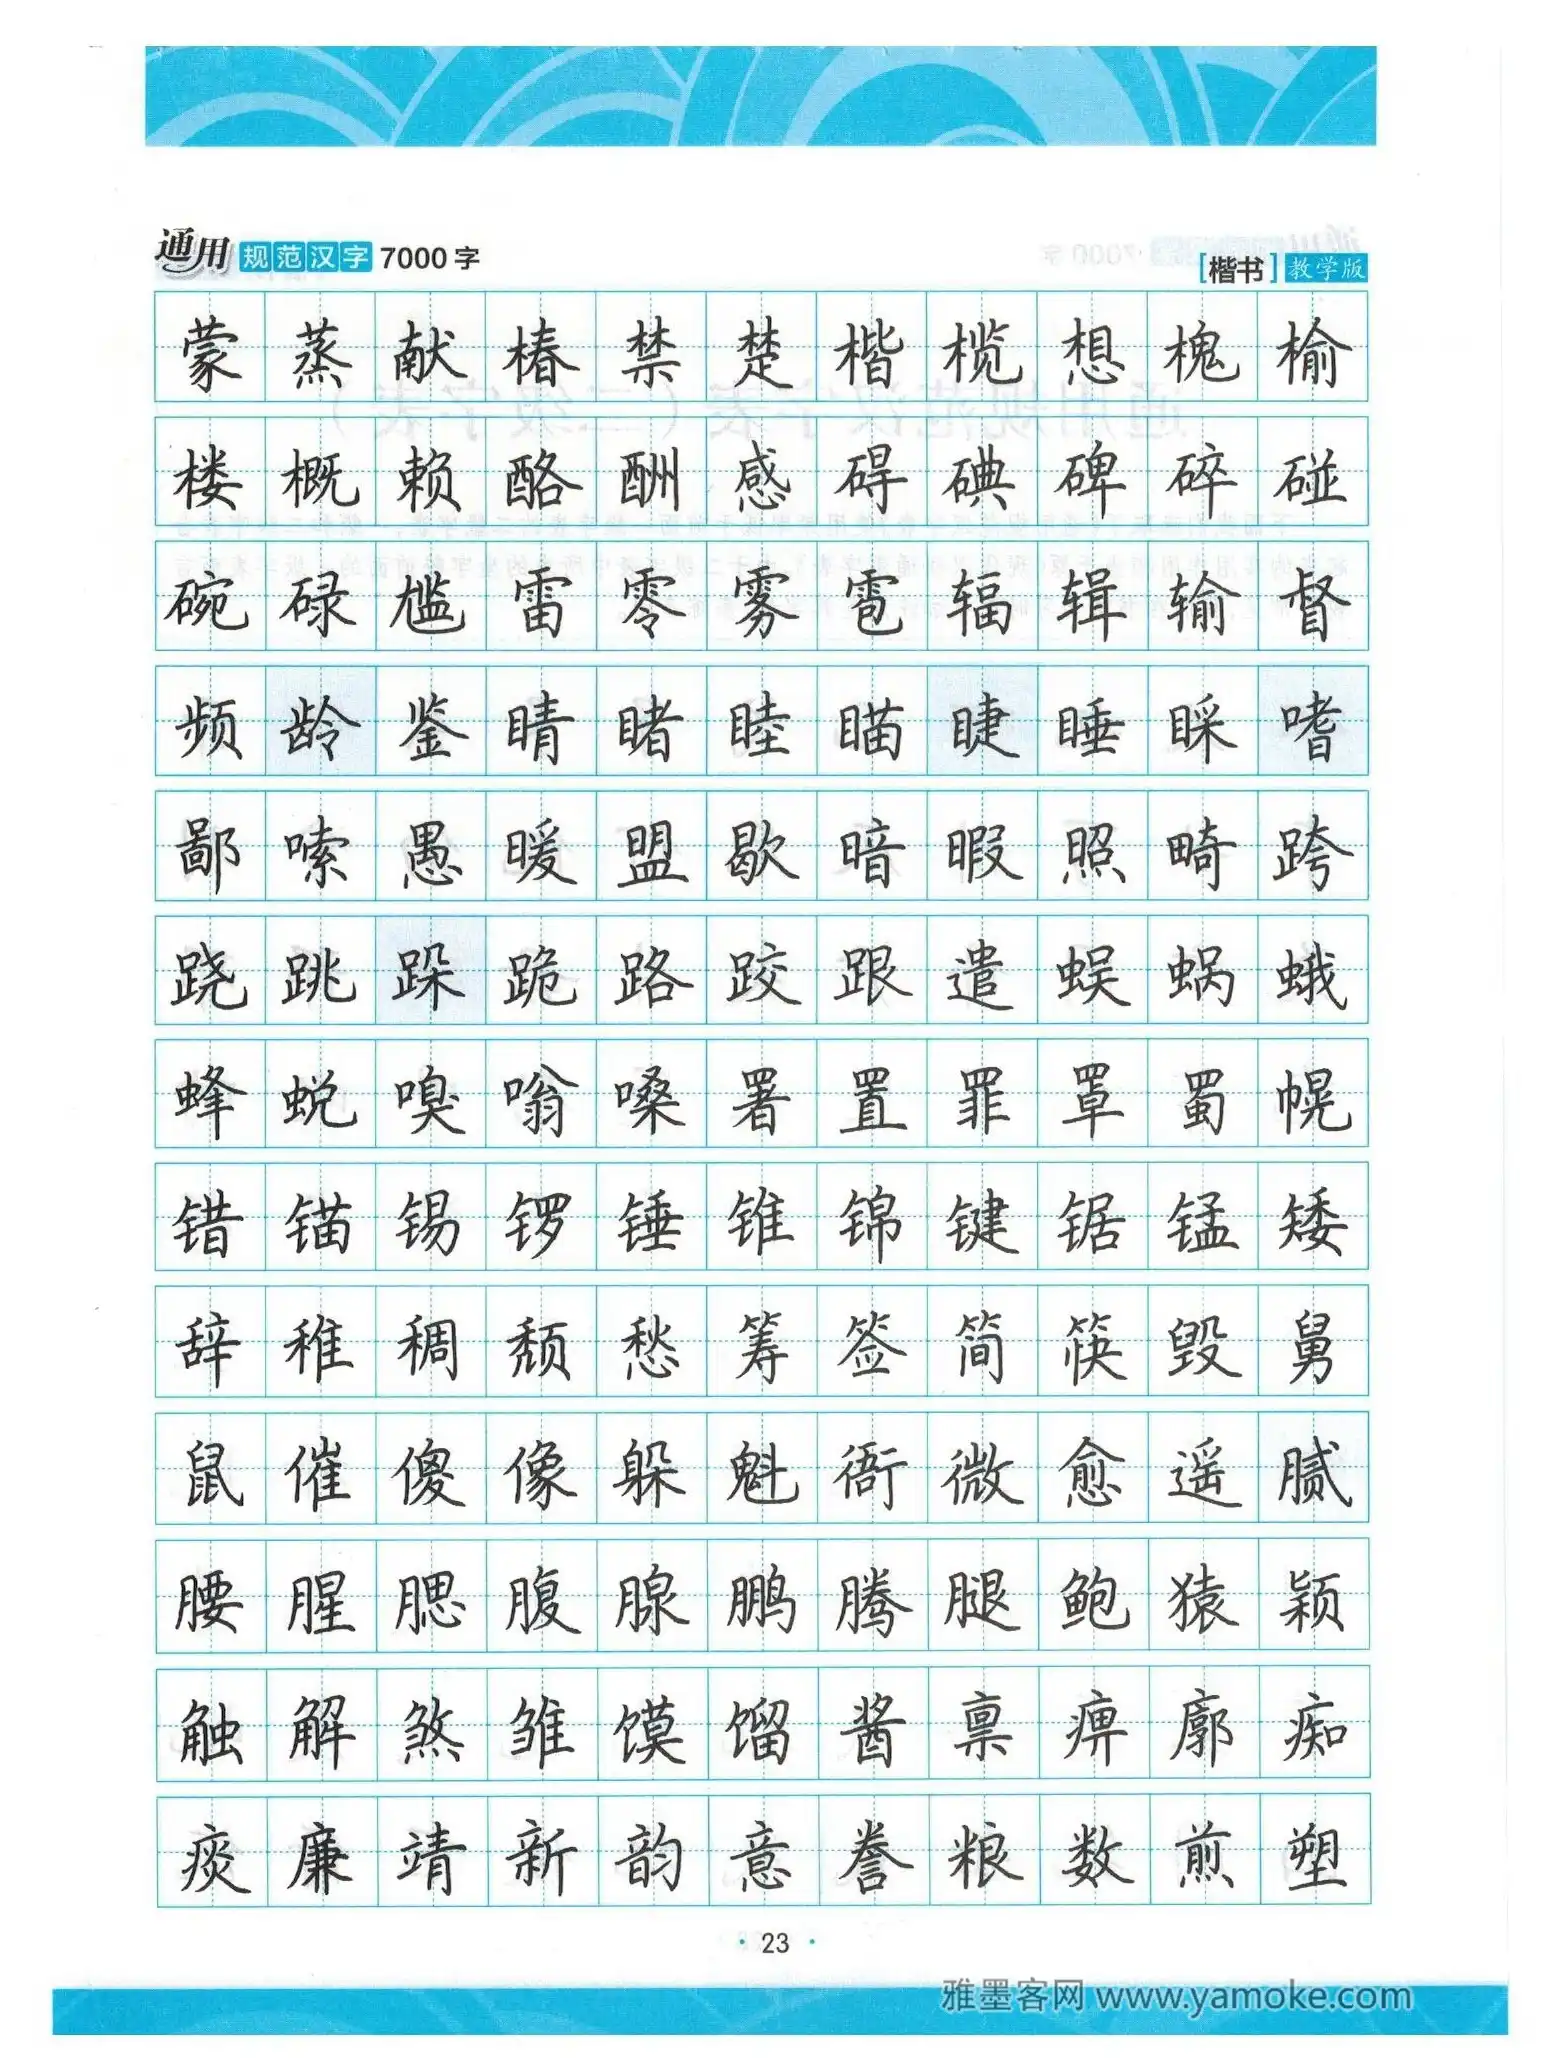 通用规范汉字7000字
[楷书]教学版
蒙蒸献椿禁楚楷榄想槐榆
楼概赖酪酬感碍碘碑碎碰
碗碌尴雷零雾雹辐辑输督
频龄鉴睛睹睦瞄睫睡睬嗜
鄙嗦愚暖盟歇暗暇照畸跨
跷跳跺跪路跤跟遣蜈蜗蛾
蜂蜕嗅嗡嗓署置罪罩蜀幌
错锚锡锣锤锥锦键锯锰矮
辞稚稠颓愁筹签简筷毁舅
鼠催傻像躲魁衙微愈遥腻
腰腥腮腹腺鹏腾腿鲍猿颖
触解煞雏馍馏酱禀痹廓痴
痰廉靖新韵意誊粮数煎塑
· 23 ·
雅墨客网 www.yamoke.com